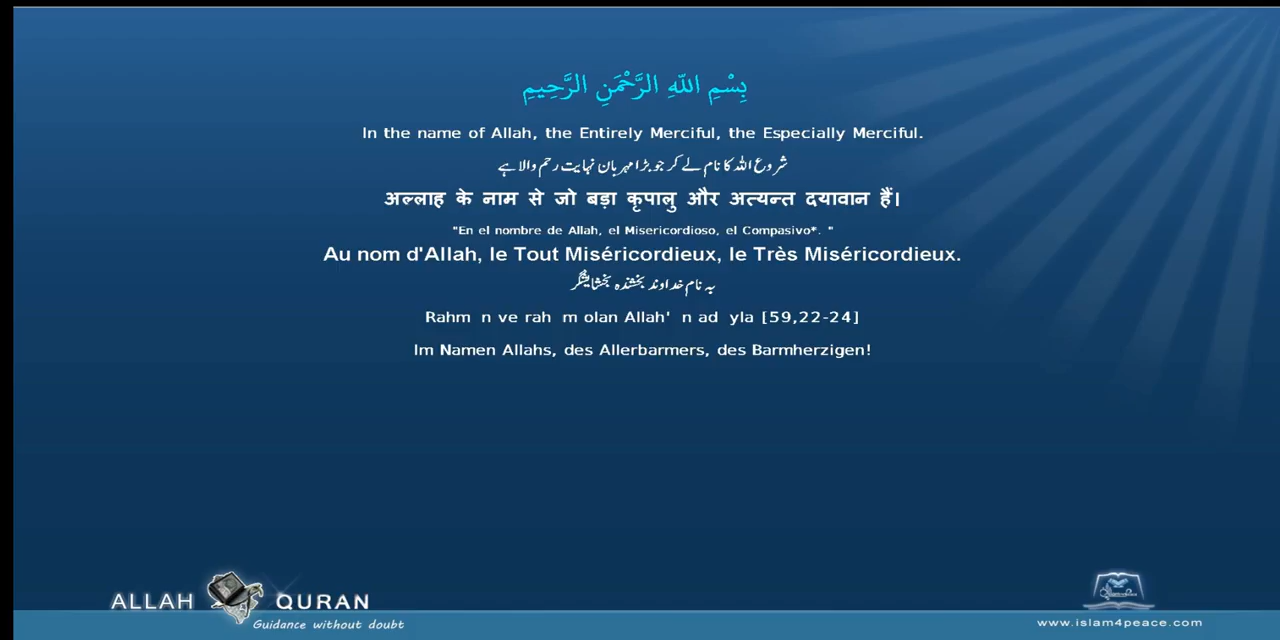 بِسْمِ اللّٰهِ الرَّحْمَنِ الرَّحِيمِ
In the name of Allah, the Entirely Merciful, the Especially Merciful.
شروع اللہ کا نام لے کر جو بڑا مہربان نہایت رحم والا ہے
अल्लाह के नाम से जो बड़ा कृपालु और अत्यन्त दयावान हैं।
"En el nombre de Allah, el Misericordioso, el Compasivo*. "
Au nom d'Allah, le Tout Miséricordieux, le Très Miséricordieux.
به نام خداوند بخشنده بخشایشگر
Rahm n ve rah m olan Allah' n ad yla [59,22-24]
Im Namen Allahs, des Allerbarmers, des Barmherzigen!
ALLAH QURAN
Guidance without doubt
www.islam4peace.com